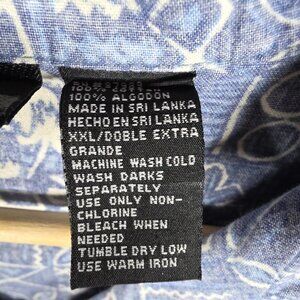 100% ALGODON
MADE IN SRI LANKA
HECHO EN SRI LANKA
XXL/DOBLE EXTRA
GRANDE
MACHINE WASH COLD
WASH DARKS
SEPARATELY
USE ONLY NON-
CHLORINE
BLEACH WHEN
NEEDED
TUMBLE DRY LOW
USE WARM IRON